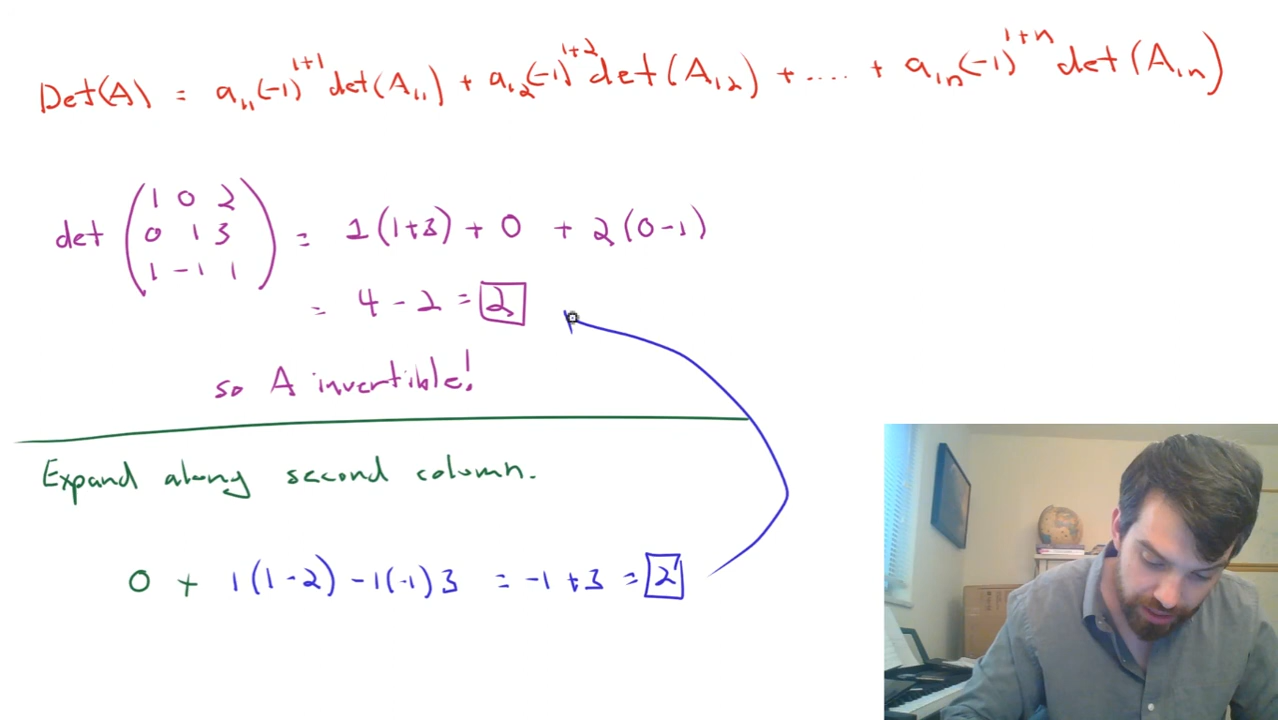 Det(A) = a₁₁(-1)¹⁺¹ det(A₁₁) + a₁₂(-1)¹⁺² det(A₁₂) + .... + a₁ₙ(-1)¹⁺ⁿ det(A₁ₙ)
det (1 0 2
0 1 3
1 -1 1) = 1(1+3) + 0 + 2(0-1)
= 4 - 2 = 2
so A invertible!
Expand along second column.
0 + 1(1-2) -1(-1)3 = -1 + 3 = 2